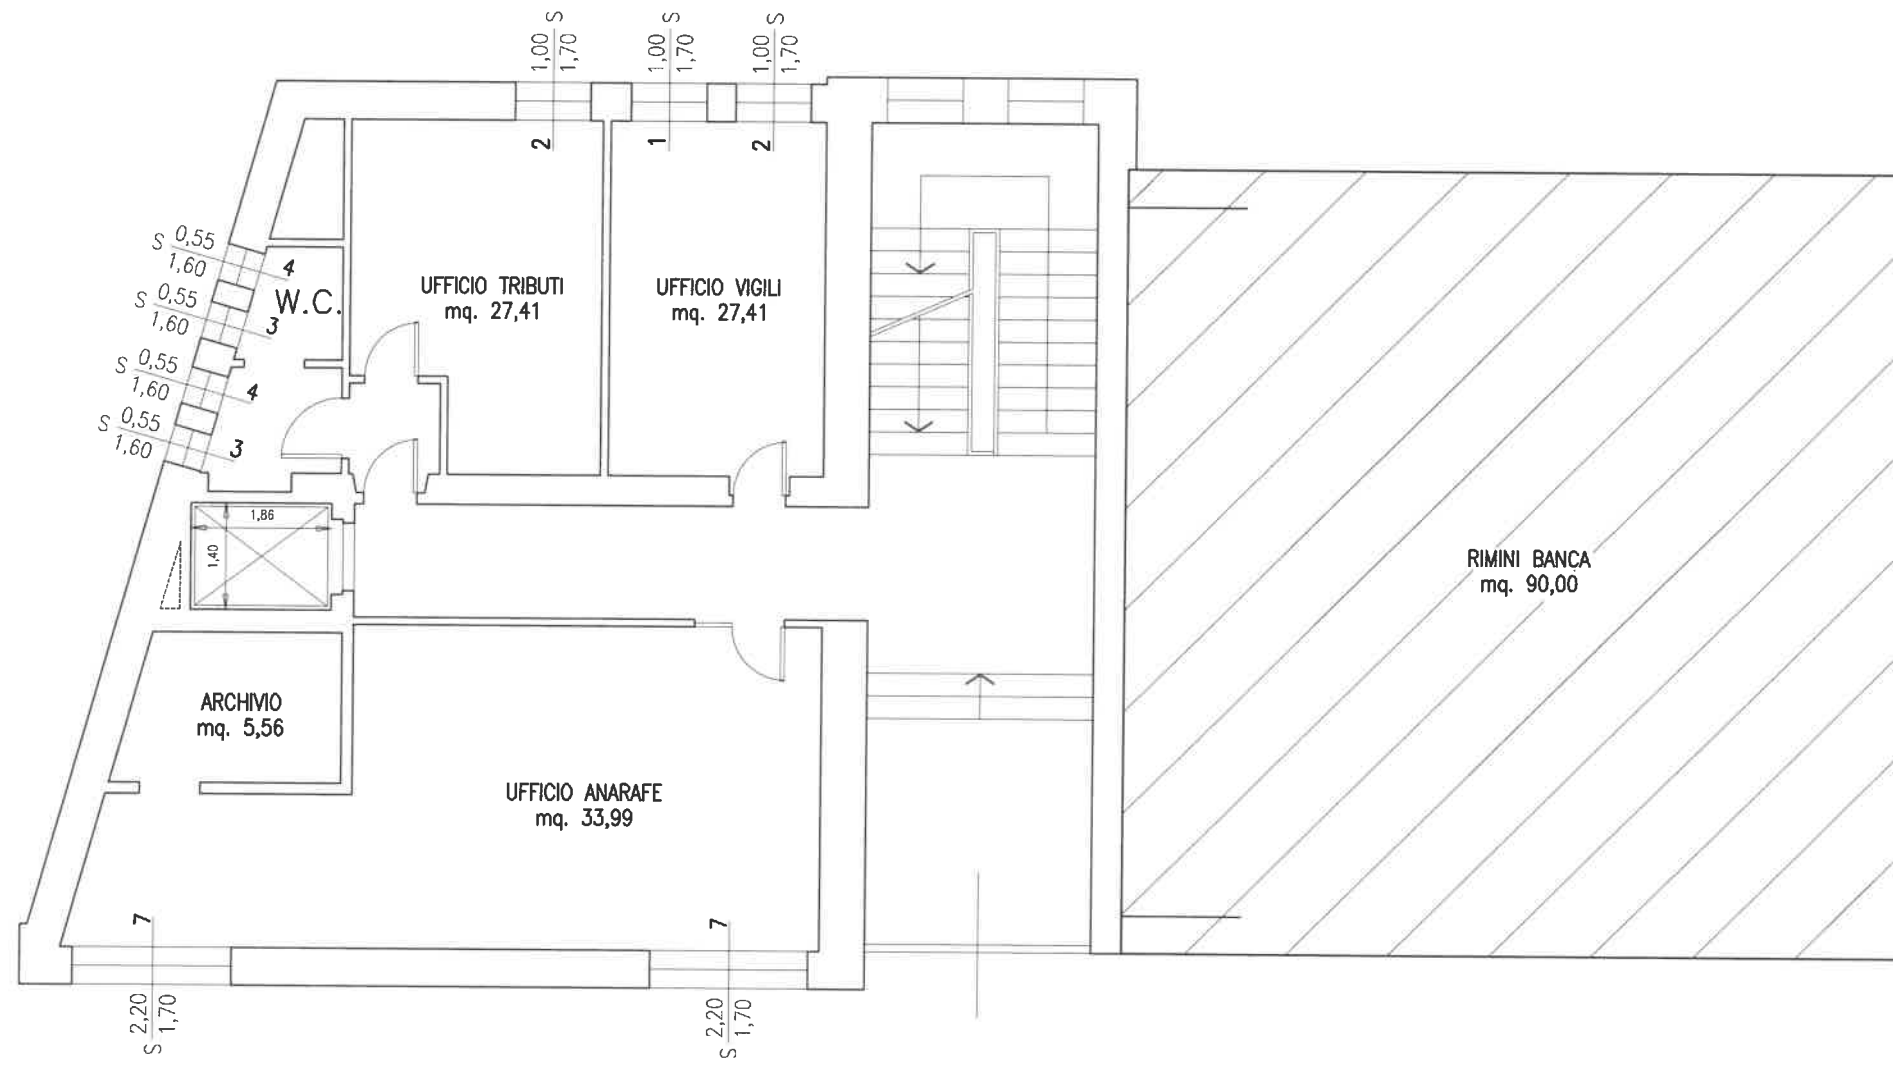 1,00 S
1,70
2
1,00 S
1,70
1
1,00 S
1,70
2
S 0,55
1,60
4
S 0,55
1,60
3
S 0,55
1,60
4
S 0,55
1,60
3
W.C.
UFFICIO TRIBUTI
mq. 27,41
UFFICIO VIGILI
mq. 27,41
1,86
1,40
RIMINI BANCA
mq. 90,00
ARCHIVIO
mq. 5,56
UFFICIO ANARAFE
mq. 33,99
7
S 2,20
1,70
7
S 2,20
1,70